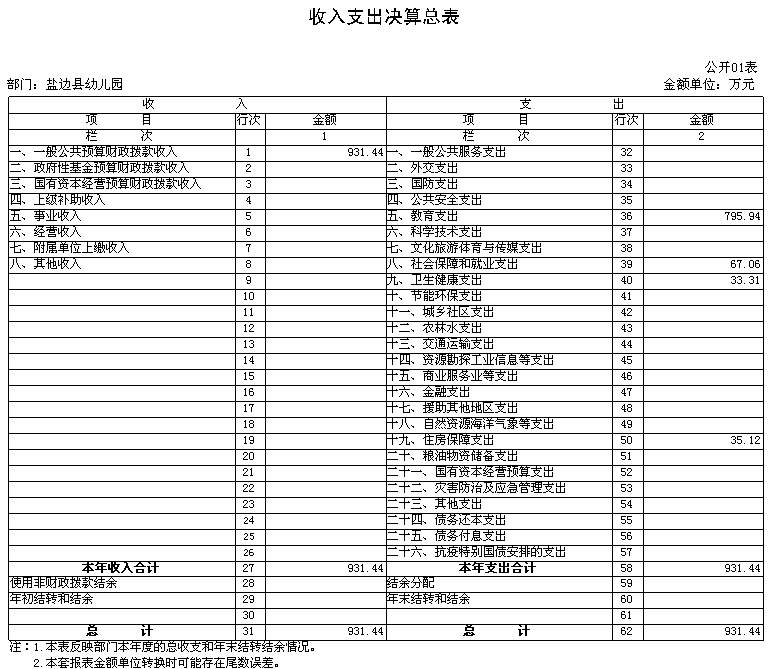 收入支出决算总表
公开01表
部门：盐边县幼儿园 金额单位：万元
收 入 支 出
项 目 行次 金额 项 目 行次 金额
栏 次 1 栏 次 2
一、一般公共预算财政拨款收入 1 931.44 一、一般公共服务支出 32
二、政府性基金预算财政拨款收入 2 二、外交支出 33
三、国有资本经营预算财政拨款收入 3 三、国防支出 34
四、上级补助收入 4 四、公共安全支出 35
五、事业收入 5 五、教育支出 36 795.94
六、经营收入 6 六、科学技术支出 37
七、附属单位上缴收入 7 七、文化旅游体育与传媒支出 38
八、其他收入 8 八、社会保障和就业支出 39 67.06
9 九、卫生健康支出 40 33.31
10 十、节能环保支出 41
11 十一、城乡社区支出 42
12 十二、农林水支出 43
13 十三、交通运输支出 44
14 十四、资源勘探工业信息等支出 45
15 十五、商业服务业等支出 46
16 十六、金融支出 47
17 十七、援助其他地区支出 48
18 十八、自然资源海洋气象等支出 49
19 十九、住房保障支出 50 35.12
20 二十、粮油物资储备支出 51
21 二十一、国有资本经营预算支出 52
22 二十二、灾害防治及应急管理支出 53
23 二十三、其他支出 54
24 二十四、债务还本支出 55
25 二十五、债务付息支出 56
26 二十六、抗疫特别国债安排的支出 57
本年收入合计 27 931.44 本年支出合计 58 931.44
使用非财政拨款结余 28 结余分配 59
年初结转和结余 29 年末结转和结余 60
30 61
总 计 31 931.44 总 计 62 931.44
注：1.本表反映部门本年度的总收支和年末结转结余情况。
2.本套报表金额单位转换时可能存在尾数误差。